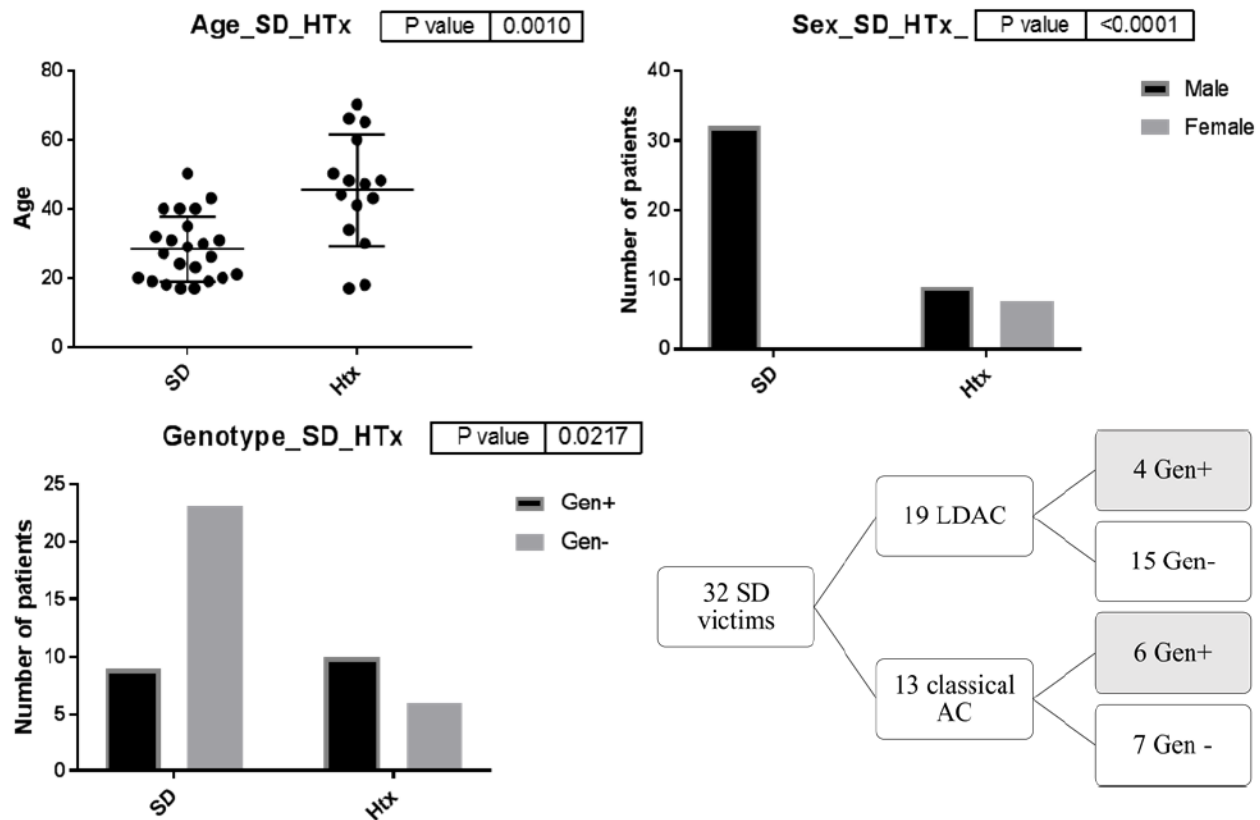 Age_SD_HTx
P value 0.0010
Age
80
60
40
20
0
SD
Htx
Sex_SD_HTx_
P value <0.0001
Number of patients
40
30
20
10
0
SD
Htx
Male
Female
Genotype_SD_HTx
P value 0.0217
Number of patients
25
20
15
10
5
0
SD
Htx
Gen+
Gen-
32 SD
victims
19 LDAC
4 Gen+
15 Gen-
13 classical
AC
6 Gen+
7 Gen -